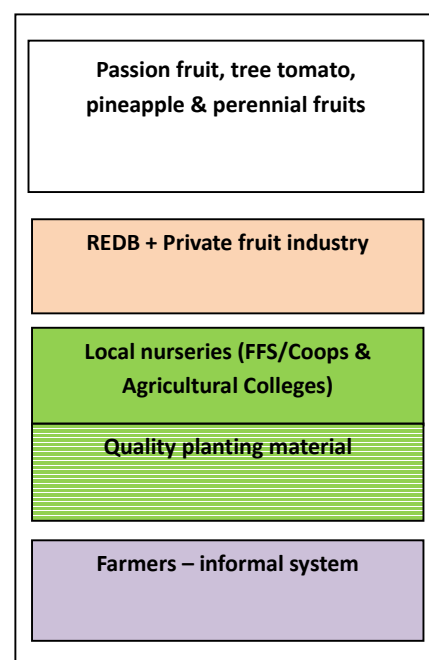 Passion fruit, tree tomato,
pineapple & perennial fruits
REDB + Private fruit industry
Local nurseries (FFS/Coops &
Agricultural Colleges)
Quality planting material
Farmers – informal system